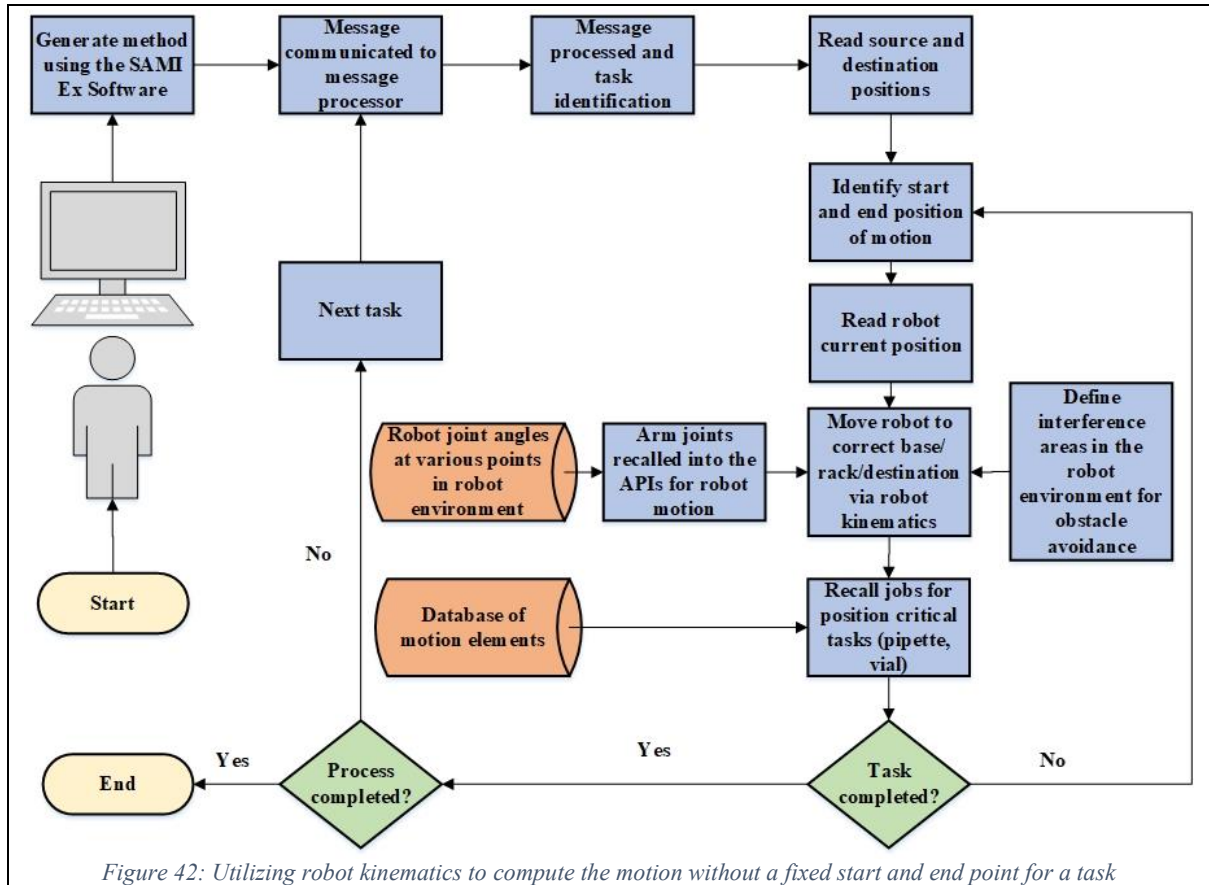 Generate method
using the SAMI
Ex Software
Message
communicated to
message
processor
Message
processed and
task
identification
Read source and
destination
positions
Identify start
and end position
of motion
Next task
Read robot
current position
Robot joint angles
at various points
in robot
environment
Arm joints
recalled into the
APIs for robot
motion
Move robot to
correct base/
rack/destination
via robot
kinematics
Define
interference
areas in the
robot
environment for
obstacle
avoidance
No
Start
Database of
motion elements
Recall jobs for
position critical
tasks (pipette,
vial)
End
Yes
Process
completed?
Yes
Task
completed?
No
Figure 42: Utilizing robot kinematics to compute the motion without a fixed start and end point for a task